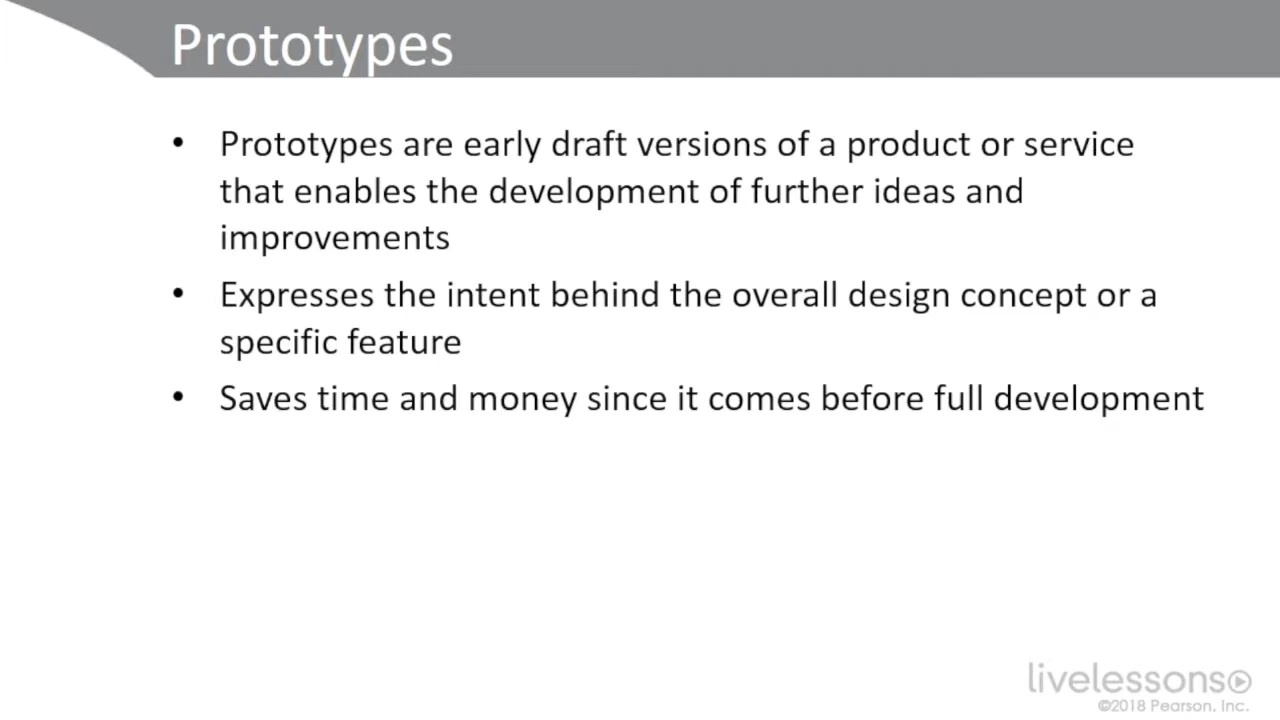 Prototypes
• Prototypes are early draft versions of a product or service
that enables the development of further ideas and
improvements
• Expresses the intent behind the overall design concept or a
specific feature
• Saves time and money since it comes before full development
livelessons
©2018 Pearson, Inc.